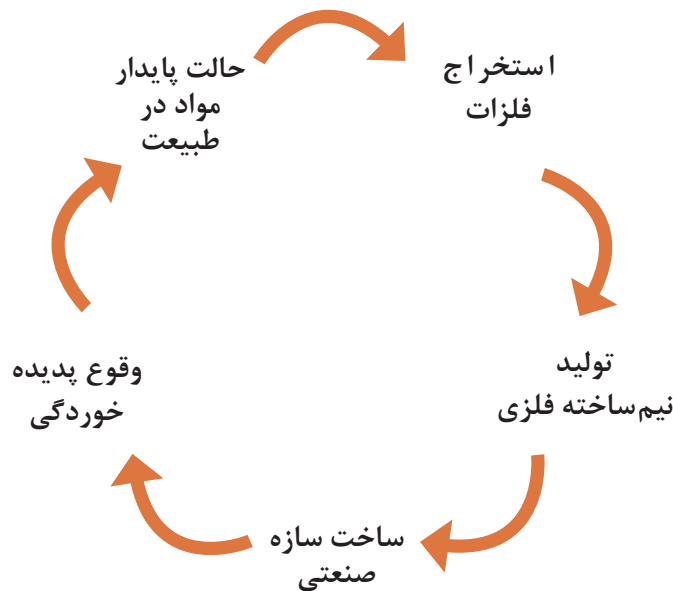 حالت پایدار
مواد در
طبیعت
استخراج
فلزات
تولید
نیم‌ساخته فلزی
ساخت سازه
صنعتی
وقوع پدیده
خوردگی